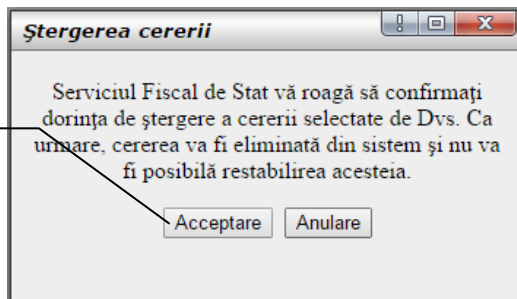 Ştergerea cererii
Serviciul Fiscal de Stat vă roagă să confirmaţi
dorinţa de ştergere a cererii selectate de Dvs. Ca
urmare, cererea va fi eliminată din sistem şi nu va
fi posibilă restabilirea acesteia.
Acceptare Anulare